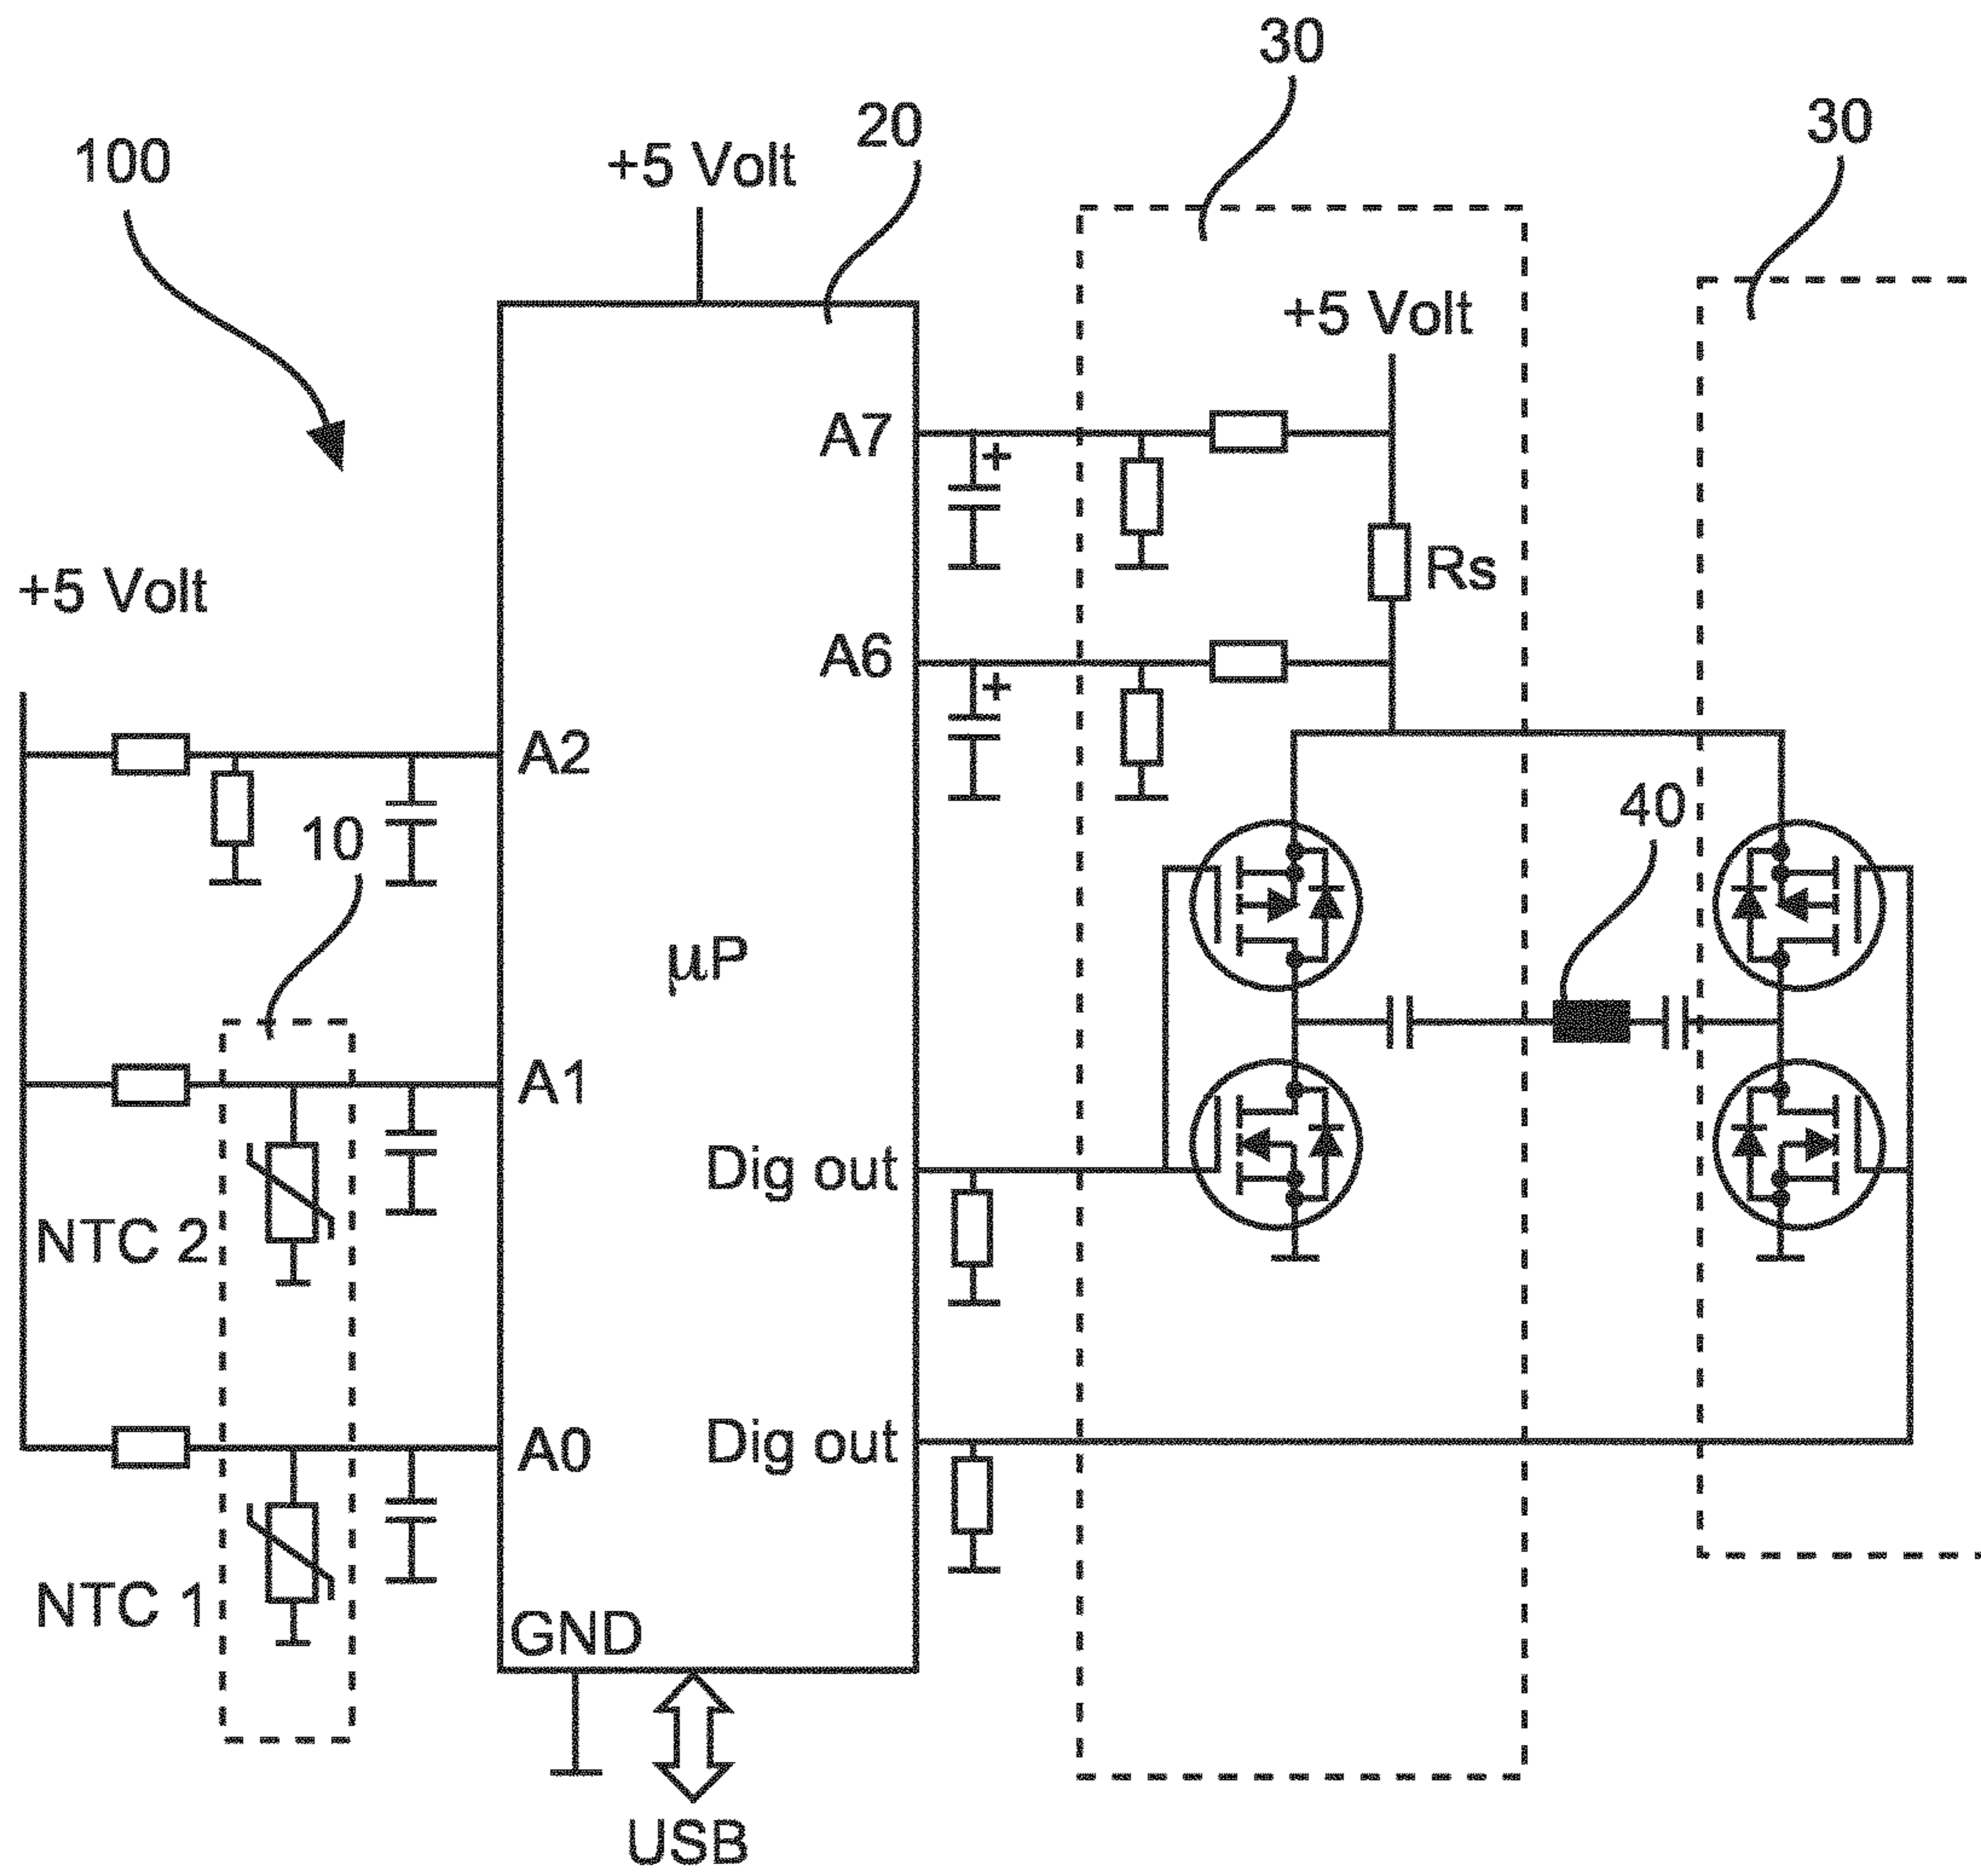 30
20
30
100
+5 Volt
+5 Volt
A7
+
+5 Volt
Rs
A6
+
A2
10
40
µP
A1
Dig out
NTC 2
A0
Dig out
NTC 1
GND
USB